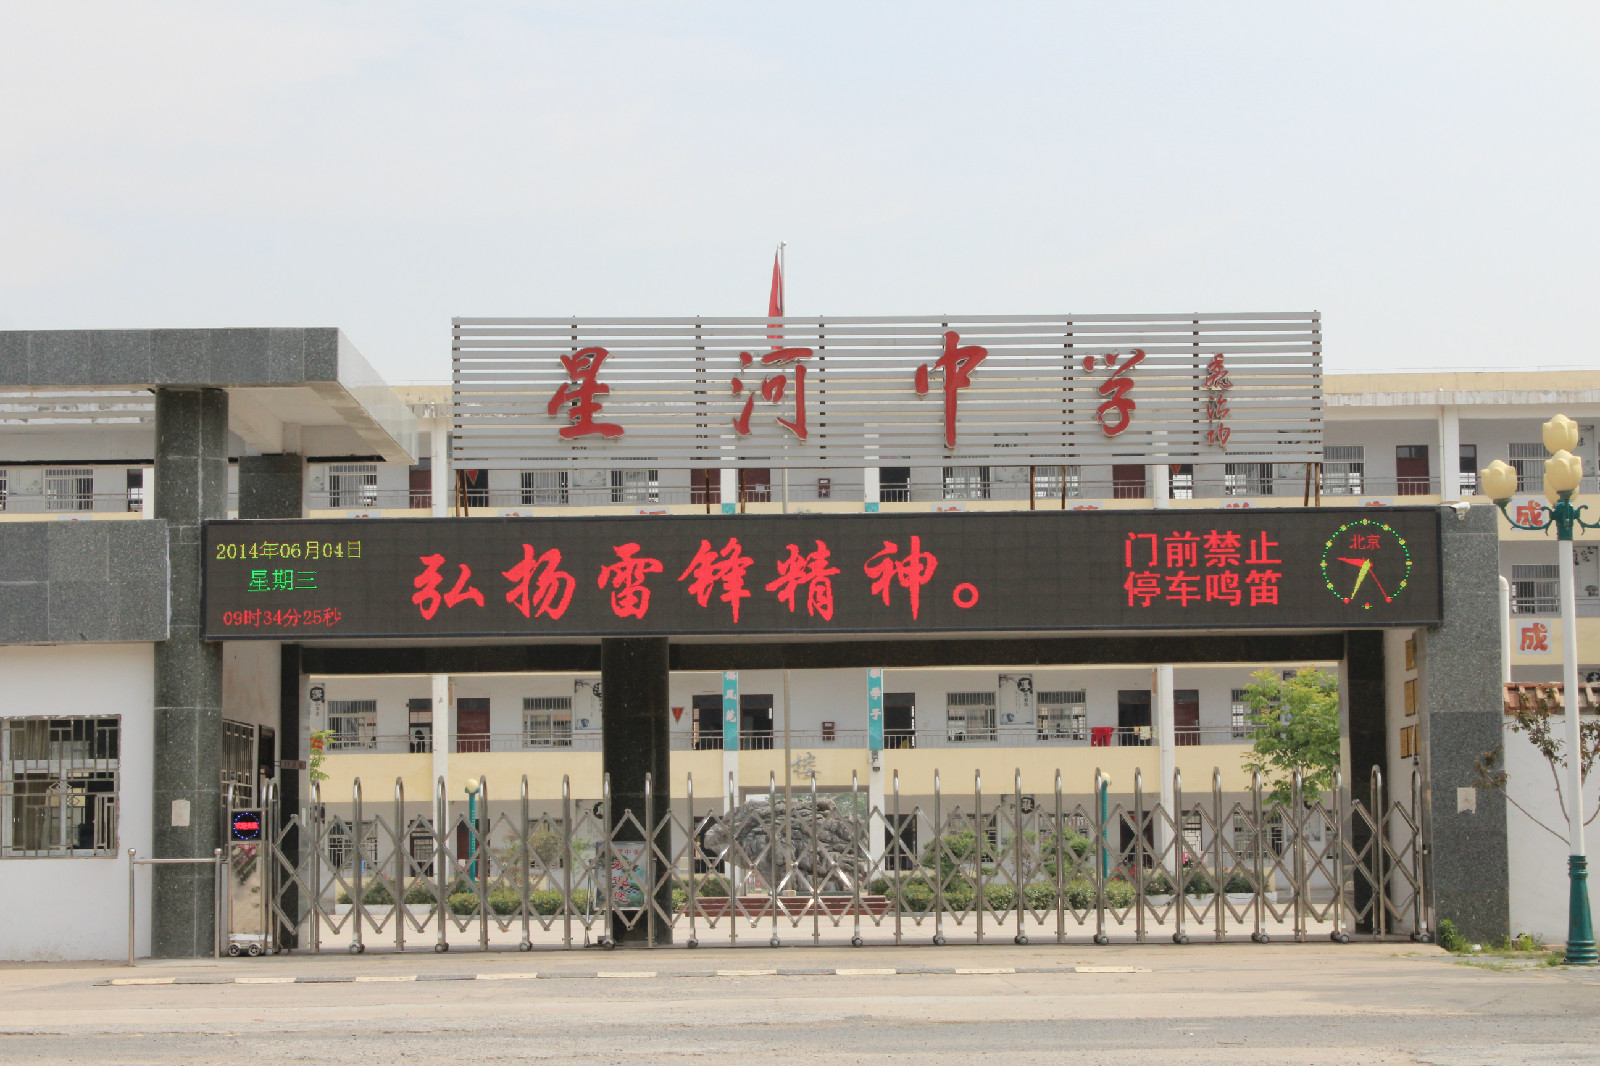 星河中学
2014年06月04日
星期三
09时34分25秒
弘扬雷锋精神。
门前禁止
停车鸣笛
北京
成
成